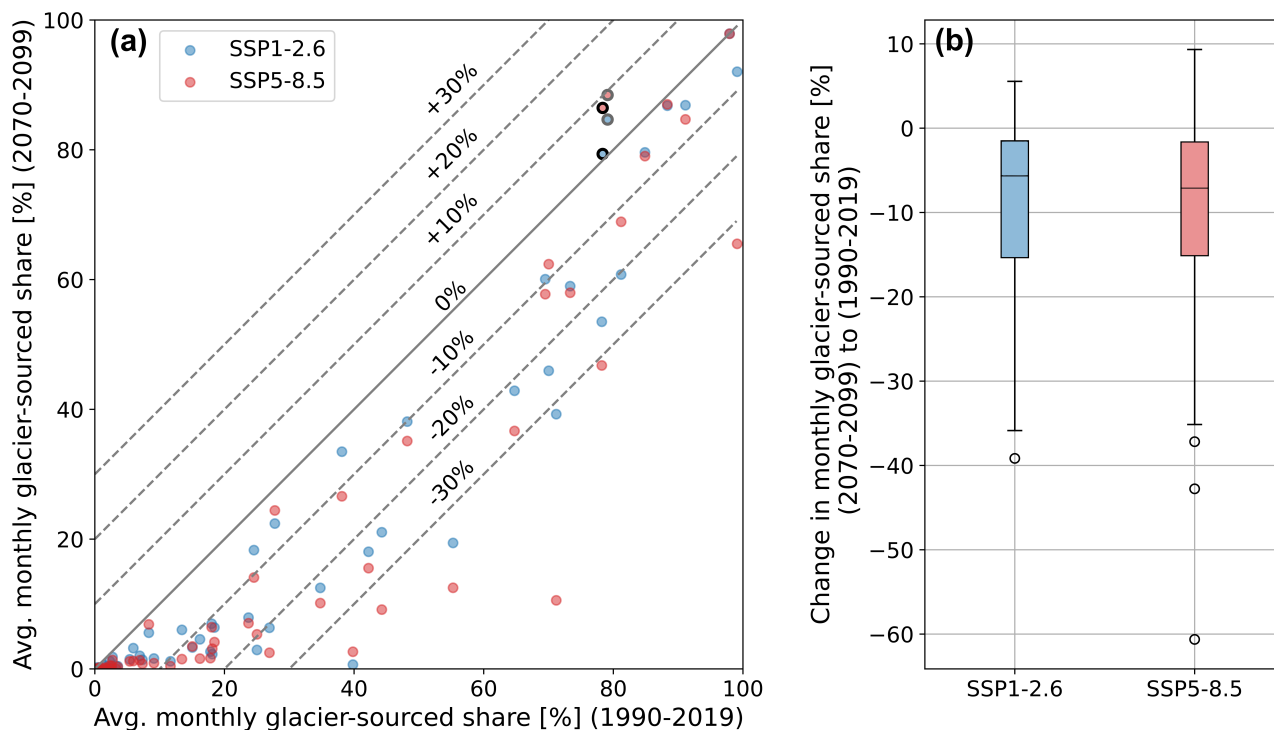 (a)
SSP1-2.6
SSP5-8.5
+30%
+20%
+10%
0%
-10%
-20%
-30%
100
80
60
40
20
0
Avg. monthly glacier-sourced share [%] (2070-2099)
0
20
40
60
80
100
Avg. monthly glacier-sourced share [%] (1990-2019)
(b)
10
0
−10
−20
−30
−40
−50
−60
Change in monthly glacier-sourced share [%]
(2070-2099) to (1990-2019)
SSP1-2.6
SSP5-8.5